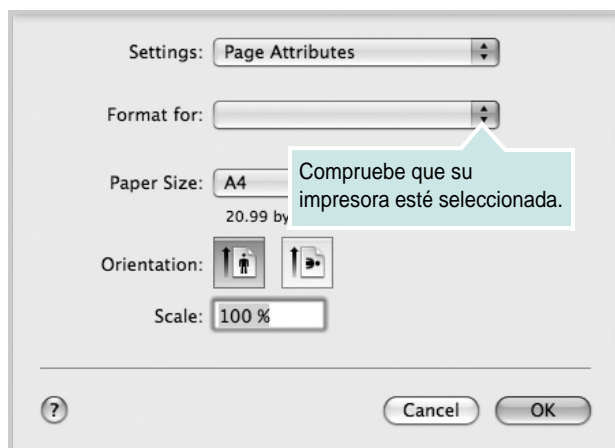 Settings: Page Attributes
Format for:
Compruebe que su
impresora esté seleccionada.
Paper Size: A4
20.99 by
Orientation:
Scale: 100 %
? Cancel OK